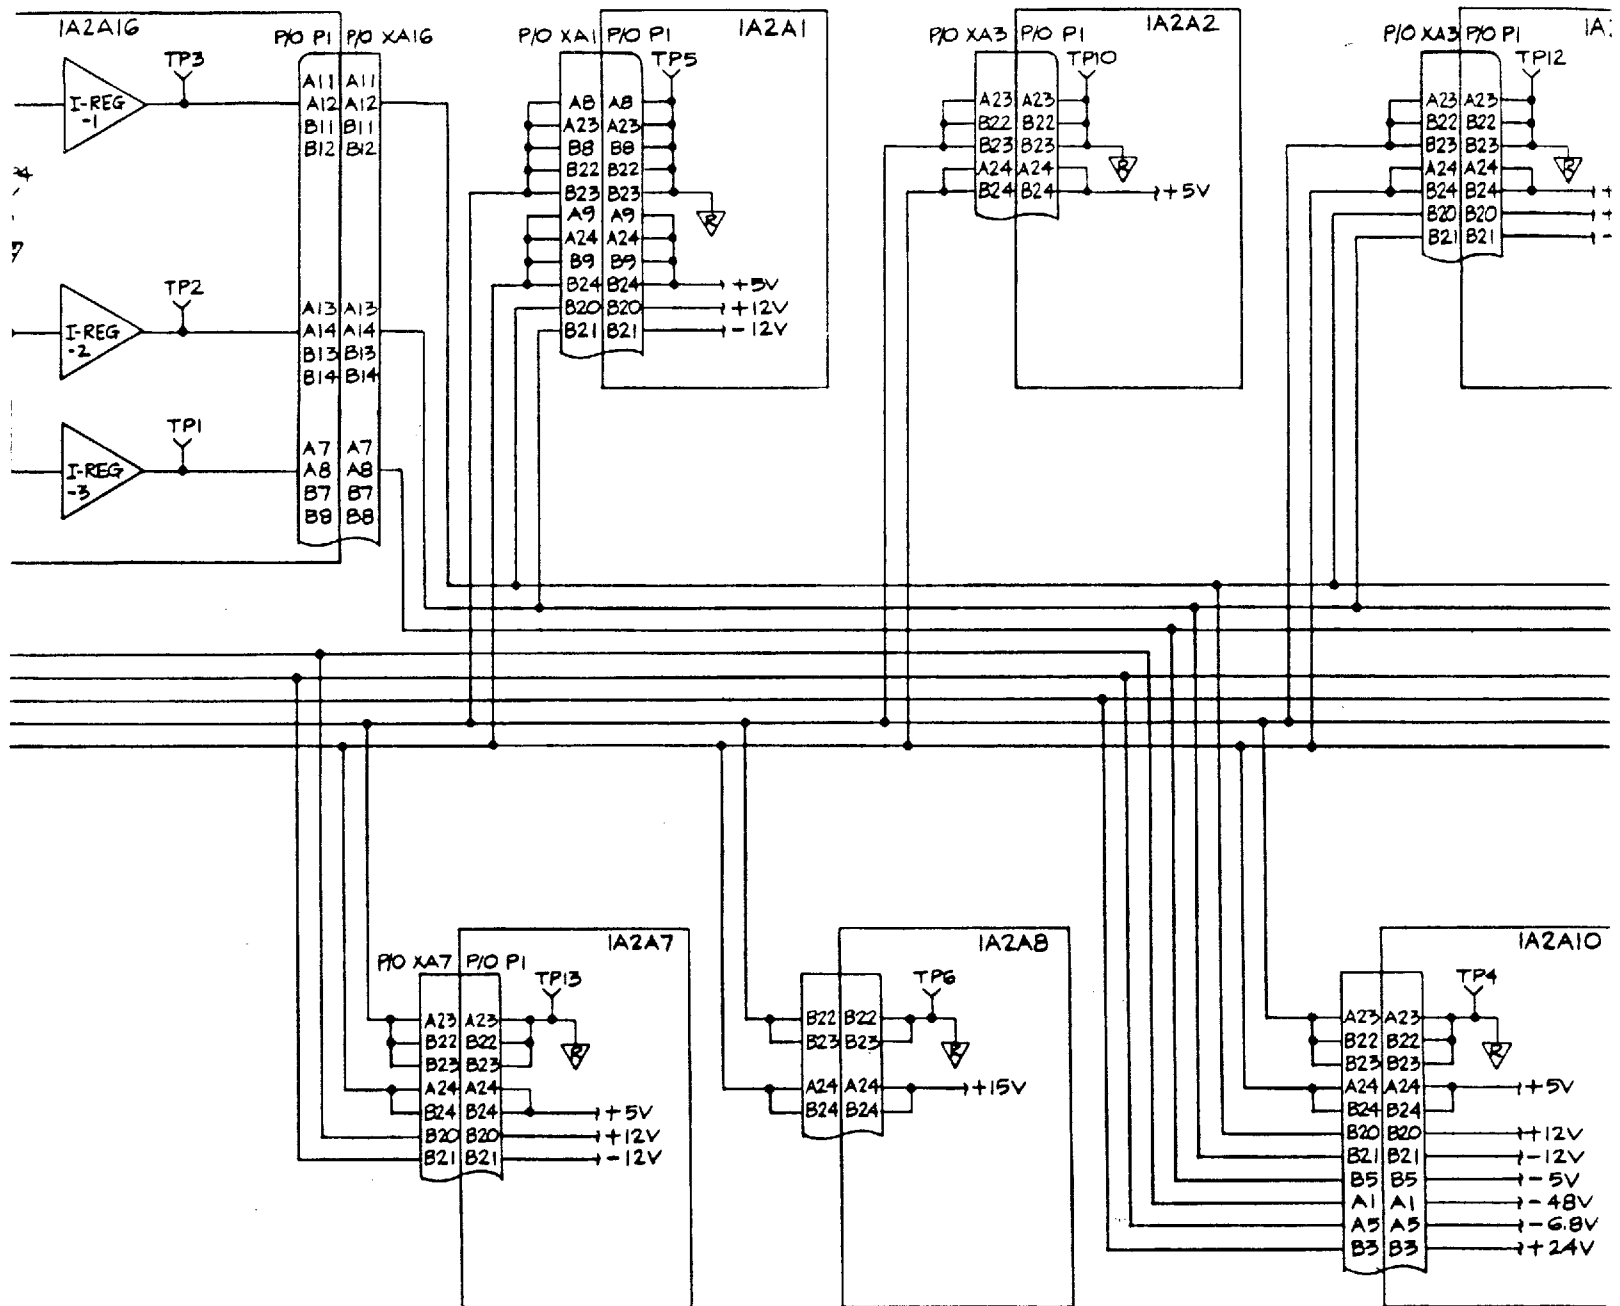 1A2A16
P/O P1 P/O XA16
TP3
I-REG
-1
A11 A11
A12 A12
B11 B11
B12 B12
TP2
I-REG
-2
A13 A13
A14 A14
B13 B13
B14 B14
TP1
I-REG
-3
A7 A7
A8 A8
B7 B7
B8 B8
1A2A1
P/O XA1 P/O P1
TP5
A8 A8
A23 A23
B8 B8
B22 B22
B23 B23
R
A9 A9
A24 A24
B9 B9
B24 B24 +5V
B20 B20 +12V
B21 B21 -12V
1A2A2
P/O XA3 P/O P1
TP10
A23 A23
B22 B22
B23 B23
R
A24 A24
B24 B24 +5V
P/O XA3 P/O P1
TP12
A23 A23
B22 B22
B23 B23
R
A24 A24
B24 B24 +
B20 B20 +
B21 B21 -
1A2A7
P/O XA7 P/O P1
TP13
A23 A23
B22 B22
B23 B23
R
A24 A24
B24 B24 +5V
B20 B20 +12V
B21 B21 -12V
1A2A8
TP6
B22 B22
B23 B23
R
A24 A24 +15V
B24 B24
1A2A10
TP4
A23 A23
B22 B22
B23 B23
R
A24 A24 +5V
B24 B24
B20 B20 +12V
B21 B21 -12V
B5 B5 -5V
A1 A1 -48V
A5 A5 -6.8V
B3 B3 +24V